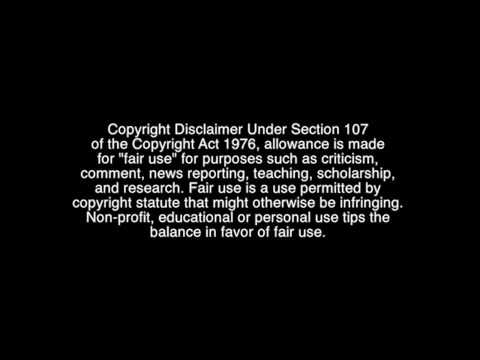 Copyright Disclaimer Under Section 107
of the Copyright Act 1976, allowance is made
for "fair use" for purposes such as criticism,
comment, news reporting, teaching, scholarship,
and research. Fair use is a use permitted by
copyright statute that might otherwise be infringing.
Non-profit, educational or personal use tips the
balance in favor of fair use.